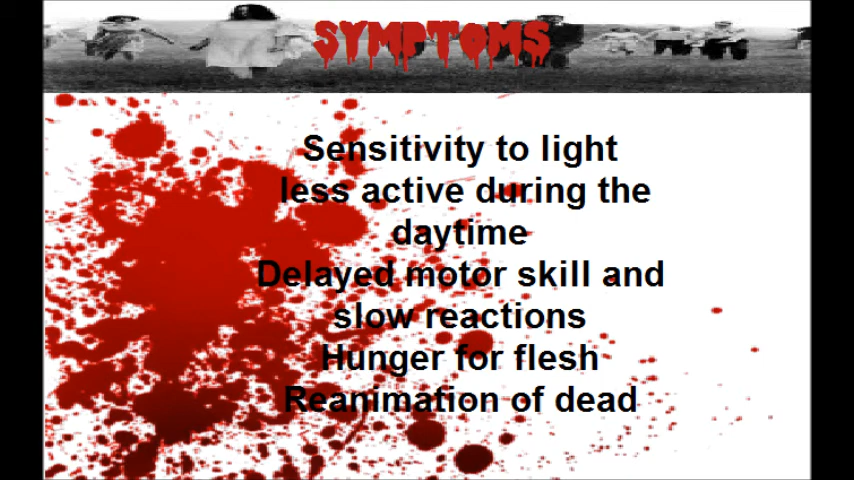 SYMPTOMS
Sensitivity to light
less active during the
daytime
Delayed motor skill and
slow reactions
Hunger for flesh
Reanimation of dead